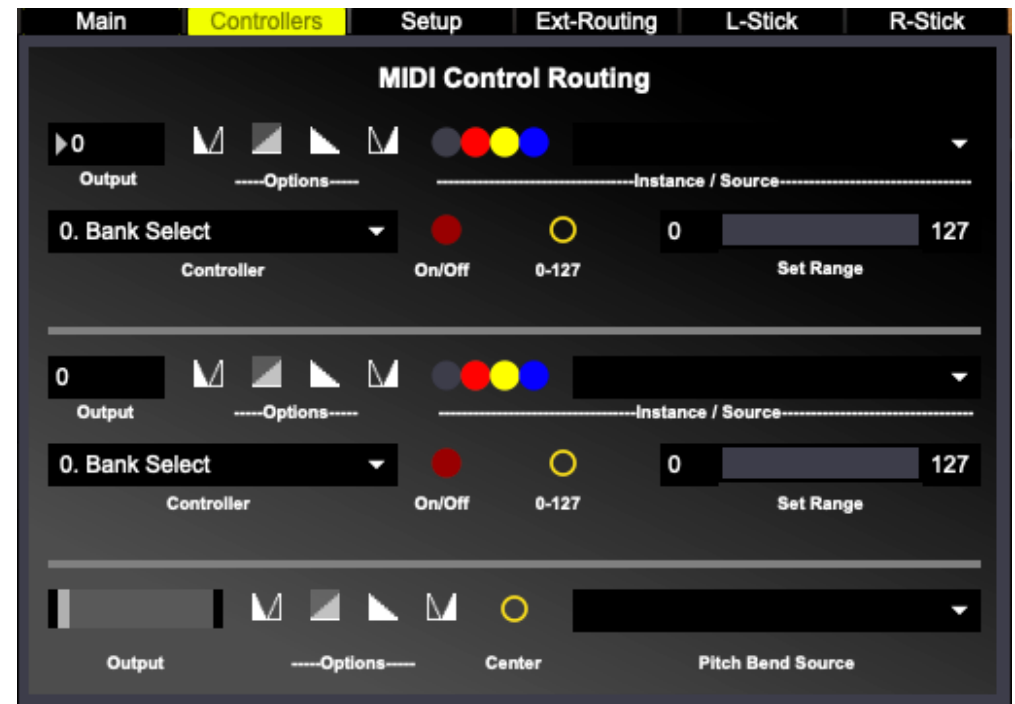 Main Controllers Setup Ext-Routing L-Stick R-Stick
MIDI Control Routing
0
Output -----Options----- -----------------------------------Instance / Source-----------------------------------
0. Bank Select 0 127
Controller On/Off 0-127 Set Range
0
Output -----Options----- -----------------------------------Instance / Source-----------------------------------
0. Bank Select 0 127
Controller On/Off 0-127 Set Range
Output -----Options----- Center Pitch Bend Source